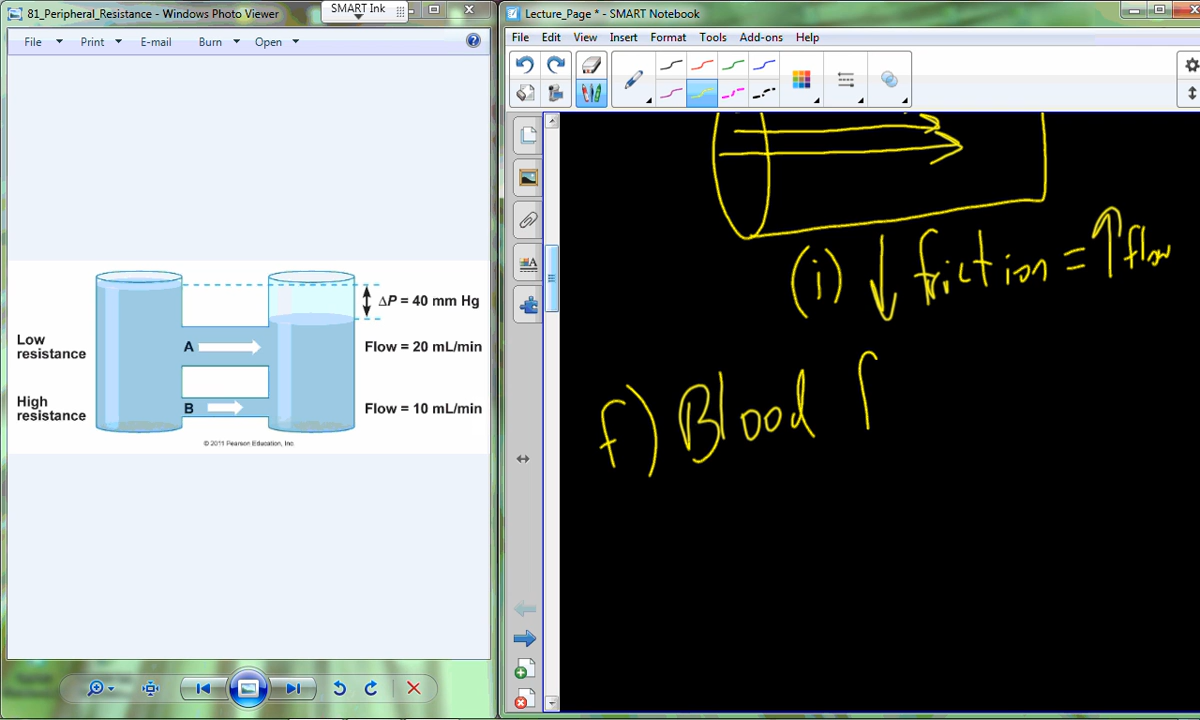 81_Peripheral_Resistance - Windows Photo Viewer
SMART Ink
File Print E-mail Burn Open
ΔP = 40 mm Hg
Low
resistance
A
Flow = 20 mL/min
High
resistance
B
Flow = 10 mL/min
© 2011 Pearson Education, Inc.
Lecture_Page * - SMART Notebook
File Edit View Insert Format Tools Add-ons Help
(i) ↓ friction = ↑ flow
f) Blood f